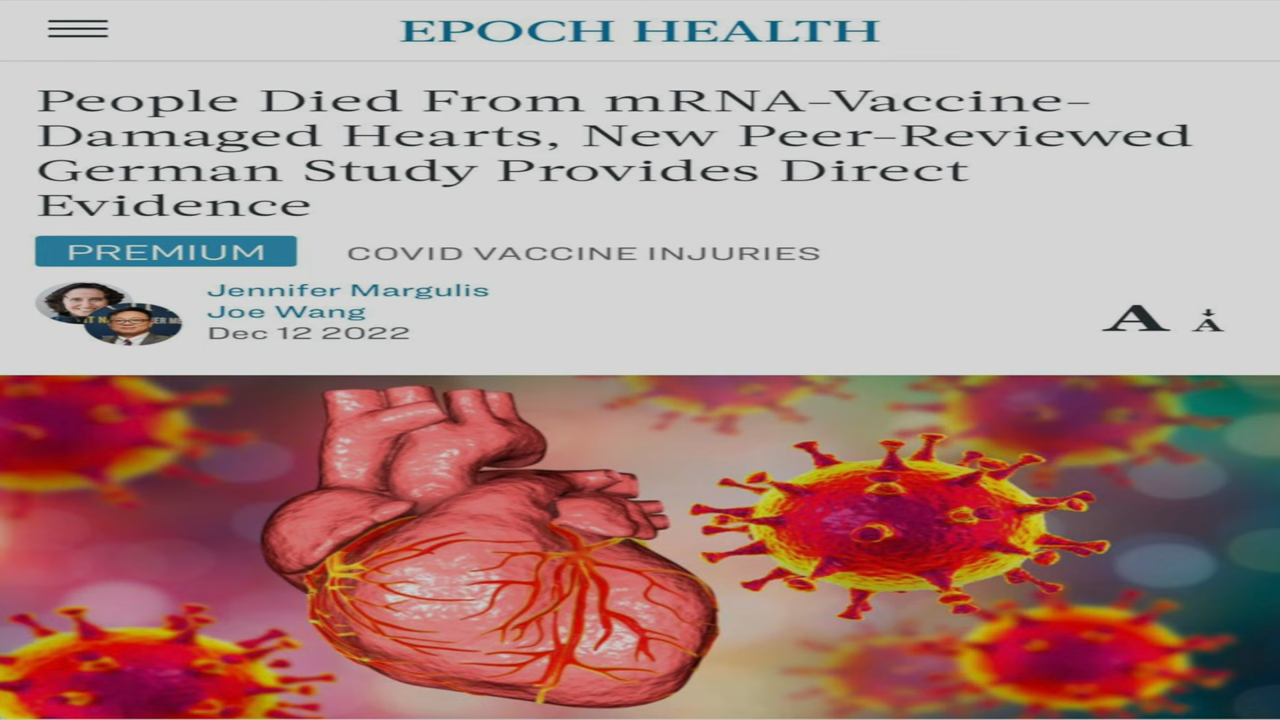 EPOCH HEALTH
People Died From mRNA-Vaccine-
Damaged Hearts, New Peer-Reviewed
German Study Provides Direct
Evidence
PREMIUM COVID VACCINE INJURIES
Jennifer Margulis
Joe Wang
Dec 12 2022
A A